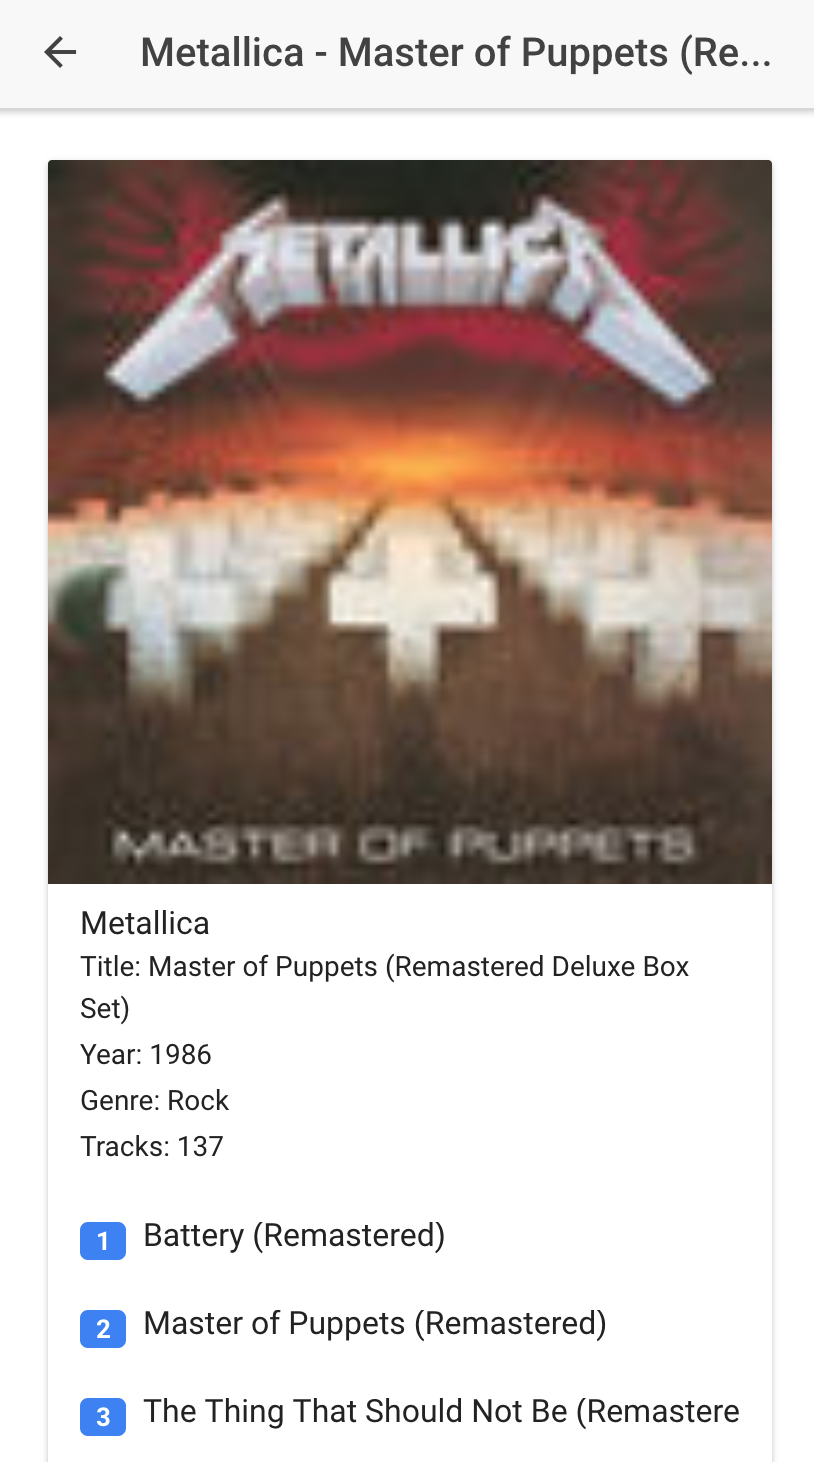 Metallica - Master of Puppets (Re...
METALLICA
MASTER OF PUPPETS
Metallica
Title: Master of Puppets (Remastered Deluxe Box
Set)
Year: 1986
Genre: Rock
Tracks: 137
1 Battery (Remastered)
2 Master of Puppets (Remastered)
3 The Thing That Should Not Be (Remastere